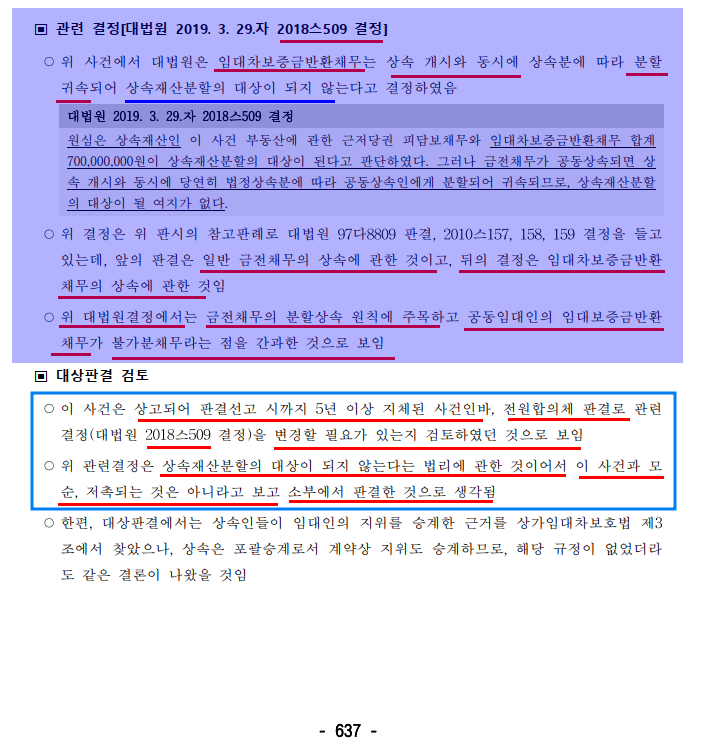 ▣ 관련 결정[대법원 2019. 3. 29.자 2018스509 결정]
○ 위 사건에서 대법원은 임대차보증금반환채무는 상속 개시와 동시에 상속분에 따라 분할
귀속되어 상속재산분할의 대상이 되지 않는다고 결정하였음
대법원 2019. 3. 29.자 2018스509 결정
원심은 상속재산인 이 사건 부동산에 관한 근저당권 피담보채무와 임대차보증금반환채무 합계
700,000,000원이 상속재산분할의 대상이 된다고 판단하였다. 그러나 금전채무가 공동상속되면 상
속 개시와 동시에 당연히 법정상속분에 따라 공동상속인에게 분할되어 귀속되므로, 상속재산분할
의 대상이 될 여지가 없다.
○ 위 결정은 위 판시의 참고판례로 대법원 97다8809 판결, 2010스157, 158, 159 결정을 들고
있는데, 앞의 판결은 일반 금전채무의 상속에 관한 것이고, 뒤의 결정은 임대차보증금반환
채무의 상속에 관한 것임
○ 위 대법원결정에서는 금전채무의 분할상속 원칙에 주목하고 공동임대인의 임대차보증금반환
채무가 불가분채무라는 점을 간과한 것으로 보임
▣ 대상판결 검토
○ 이 사건은 상고되어 판결선고 시까지 5년 이상 지체된 사건인바, 전원합의체 판결로 관련
결정(대법원 2018스509 결정)을 변경할 필요가 있는지 검토하였던 것으로 보임
○ 위 관련결정은 상속재산분할의 대상이 되지 않는다는 법리에 관한 것이어서 이 사건과 모
순, 저촉되는 것은 아니라고 보고 소부에서 판결한 것으로 생각됨
○ 한편, 대상판결에서는 상속인들이 임대인의 지위를 승계한 근거를 상가임대차보호법 제3
조에서 찾았으나, 상속은 포괄승계로서 계약상 지위도 승계하므로, 해당 규정이 없었더라
도 같은 결론이 나왔을 것임
- 637 -